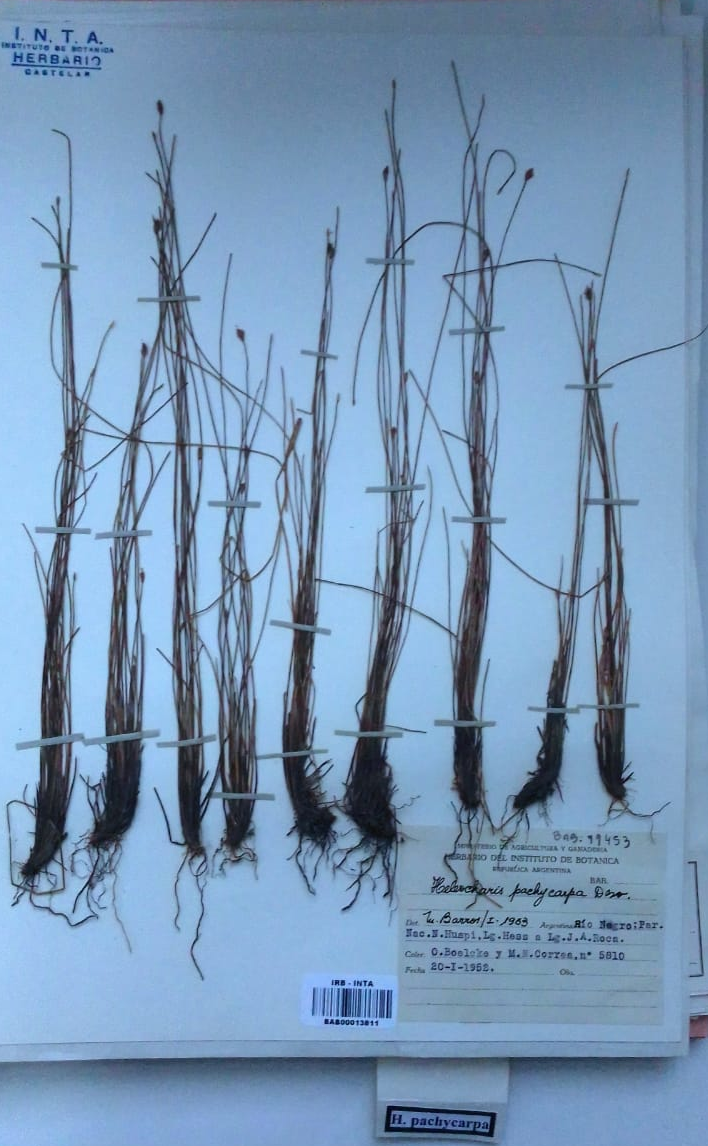 I. N. T. A.
INSTITUTO DE BOTANICA
HERBARIO
CASTELAR
BAB. 99453
MINISTERIO DE AGRICULTURA Y GANADERIA
HERBARIO DEL INSTITUTO DE BOTANICA
REPUBLICA ARGENTINA
BAB.
Heleocharis pachycarpa Desv.
Det. M. Barros/I-1953 Argentina Río Negro: Par.
Nac.N.Huapi, Lg.Hess a Lg.J.A.Roca.
Colec. O.Boelcke y M.N.Correa, nº 5810
Fecha 20-I-1952. Obs.
IRB - INTA
BAB00013811
H. pachycarpa